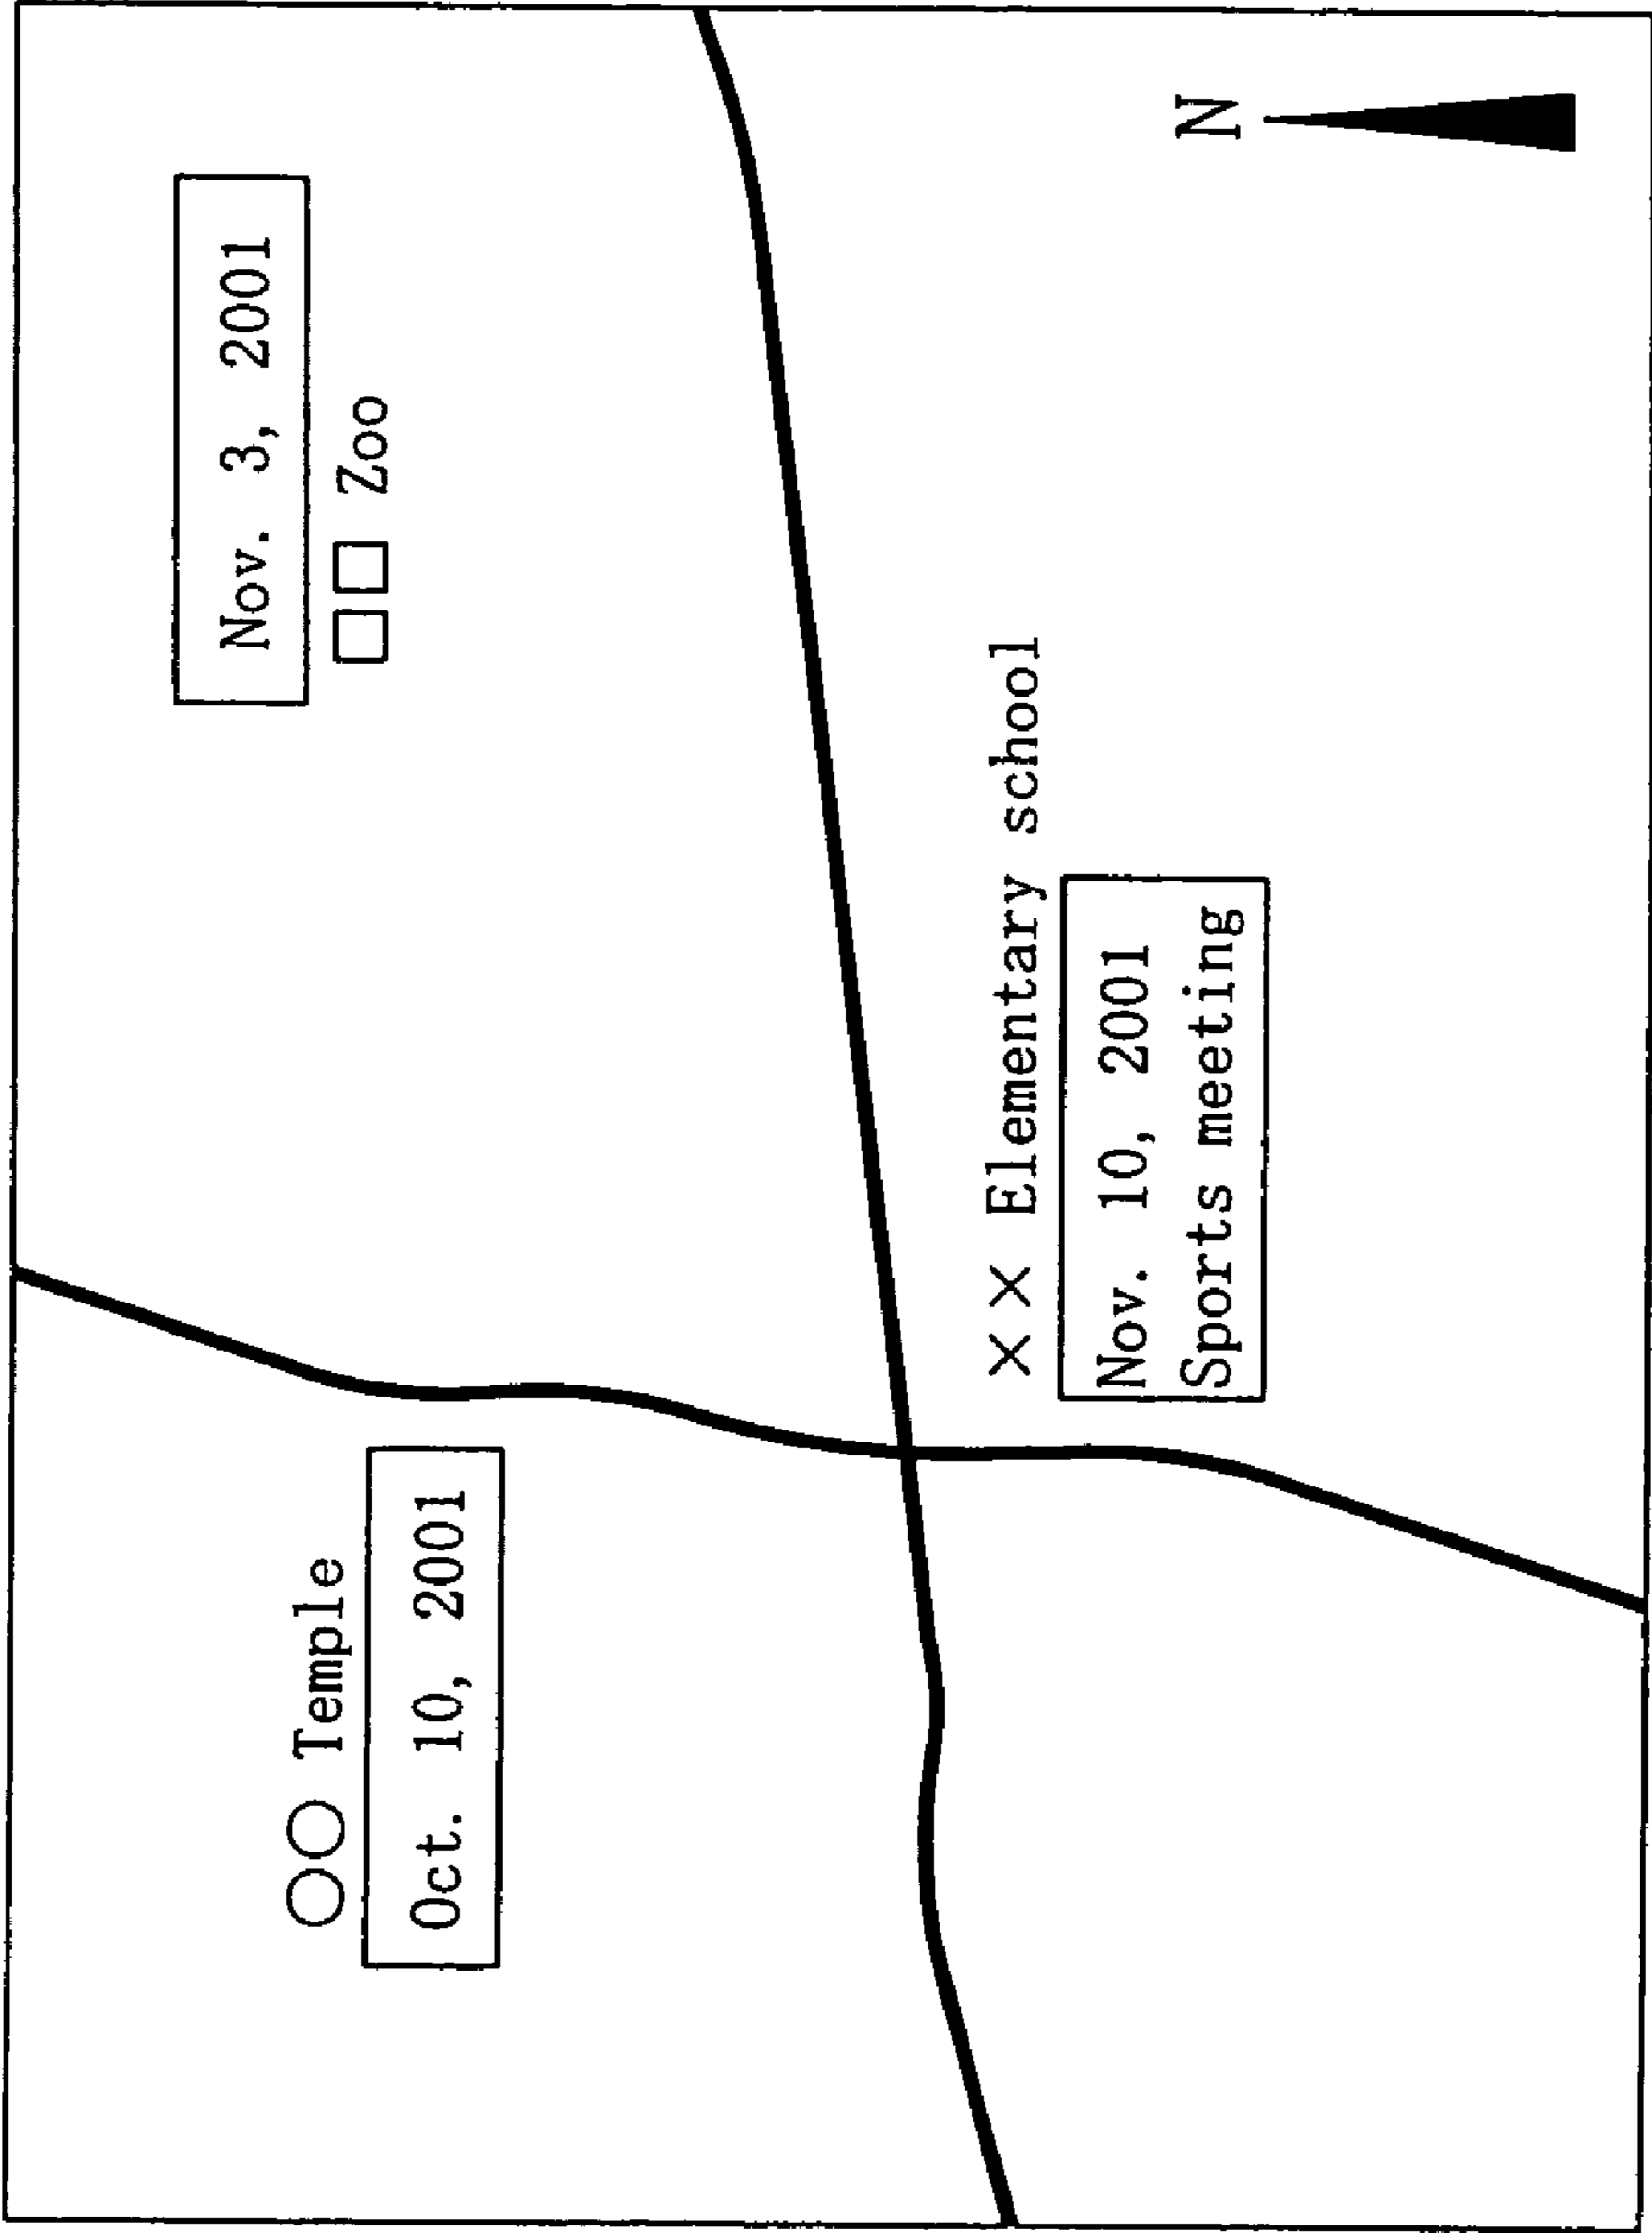 ○○ Temple
Oct. 10, 2001
Nov. 3, 2001
□□ Zoo
×× Elementary school
Nov. 10, 2001
Sports meeting
N